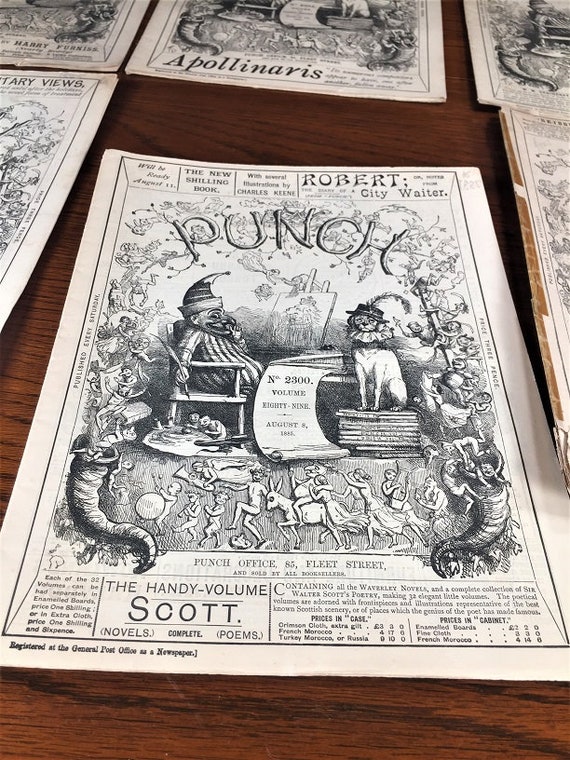 BY HARRY FURNISS.
Apollinaris
TARY VIEWS,
Will be
Ready
August 11.
THE NEW
SHILLING
BOOK.
With several
Illustrations by
CHARLES KEENE
ROBERT;
OR, NOTES
FROM
THE DIARY OF A
City Waiter.
PUNCH
PUBLISHED EVERY SATURDAY.
PRICE THREE PENCE.
No. 2300.
VOLUME
EIGHTY-NINE.
AUGUST 8,
1885.
PUNCH OFFICE, 85, FLEET STREET,
AND SOLD BY ALL BOOKSELLERS.
Each of the 32
Volumes can be
had separately in
Enamelled Boards,
price One Shilling;
or in Extra Cloth,
price One Shilling
and Sixpence.
THE HANDY-VOLUME
SCOTT.
(NOVELS.) COMPLETE. (POEMS.)
CONTAINING all the WAVERLEY NOVELS, and a complete collection of SIR
WALTER SCOTT'S POETRY, making 32 elegant little volumes. The poetical
volumes are adorned with frontispieces and illustrations representative of the best
known Scottish scenery, or of places which the genius of the poet has made famous.
PRICES IN "CASE."
Crimson Cloth, extra gilt . £3 3 0
French Morocco . . 4 17 6
Turkey Morocco, or Russia 9 10 0
PRICES IN "CABINET."
Enamelled Boards . . £2 2 0
Fine Cloth . . 3 3 0
French Morocco . . 4 14 6
Registered at the General Post Office as a Newspaper.]